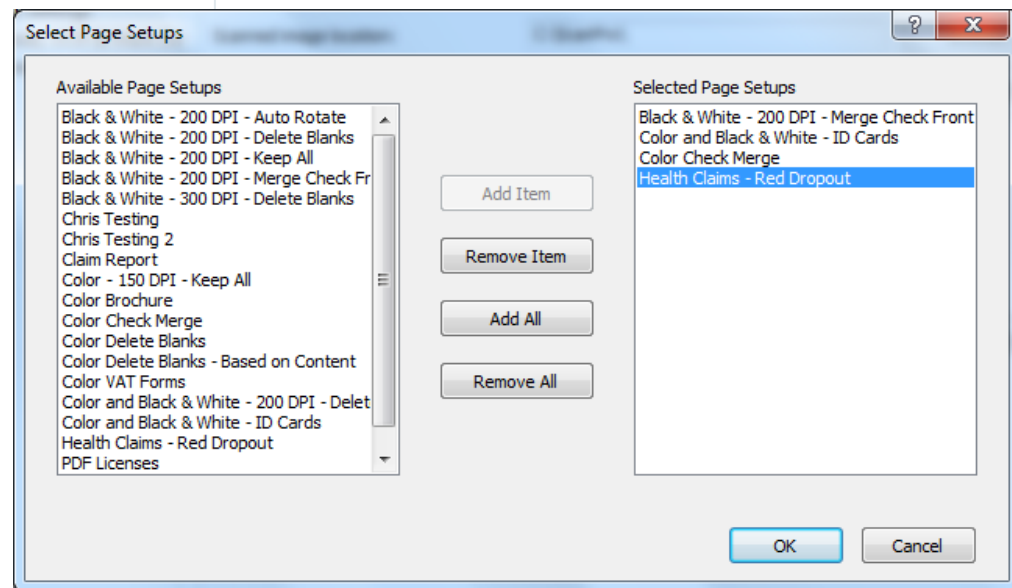 Select Page Setups
Available Page Setups
Black & White - 200 DPI - Auto Rotate
Black & White - 200 DPI - Delete Blanks
Black & White - 200 DPI - Keep All
Black & White - 200 DPI - Merge Check Fr
Black & White - 300 DPI - Delete Blanks
Chris Testing
Chris Testing 2
Claim Report
Color - 150 DPI - Keep All
Color Brochure
Color Check Merge
Color Delete Blanks
Color Delete Blanks - Based on Content
Color VAT Forms
Color and Black & White - 200 DPI - Delet
Color and Black & White - ID Cards
Health Claims - Red Dropout
PDF Licenses
Add Item
Remove Item
Add All
Remove All
Selected Page Setups
Black & White - 200 DPI - Merge Check Front
Color and Black & White - ID Cards
Color Check Merge
Health Claims - Red Dropout
OK
Cancel